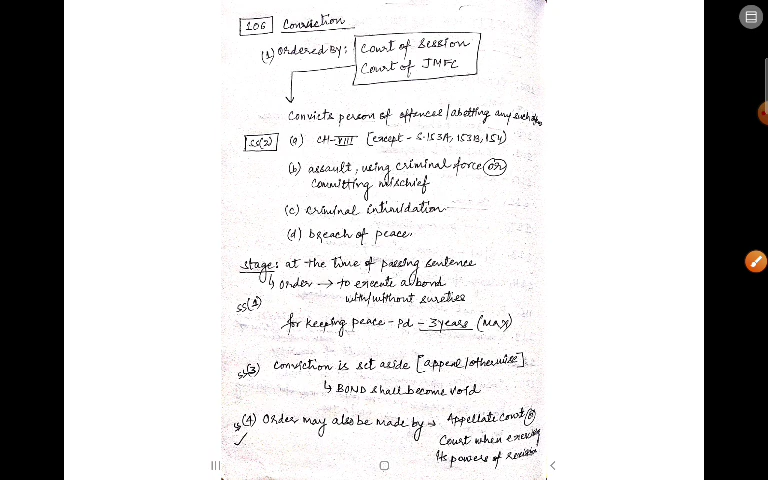 106 Conviction
(1) Ordered By: Court of Session
Court of JMFC
Convicts person of offences/abetting any such
SS(2) (a) CH-VIII [except - S.153A, 153B, 154)
(b) assault, using criminal force (or)
committing mischief
(c) criminal intimidation
(d) breach of peace.
Stage: at the time of passing sentence
↳ order → to execute a bond
SS(1) with/without sureties
for keeping peace - Pd - 3 years (Max)
SS(3) Conviction is set aside [appeal/otherwise]
↳ BOND shall become void
SS(4) Order may also be made by → Appellate Court
Court when exercising
its powers of revision